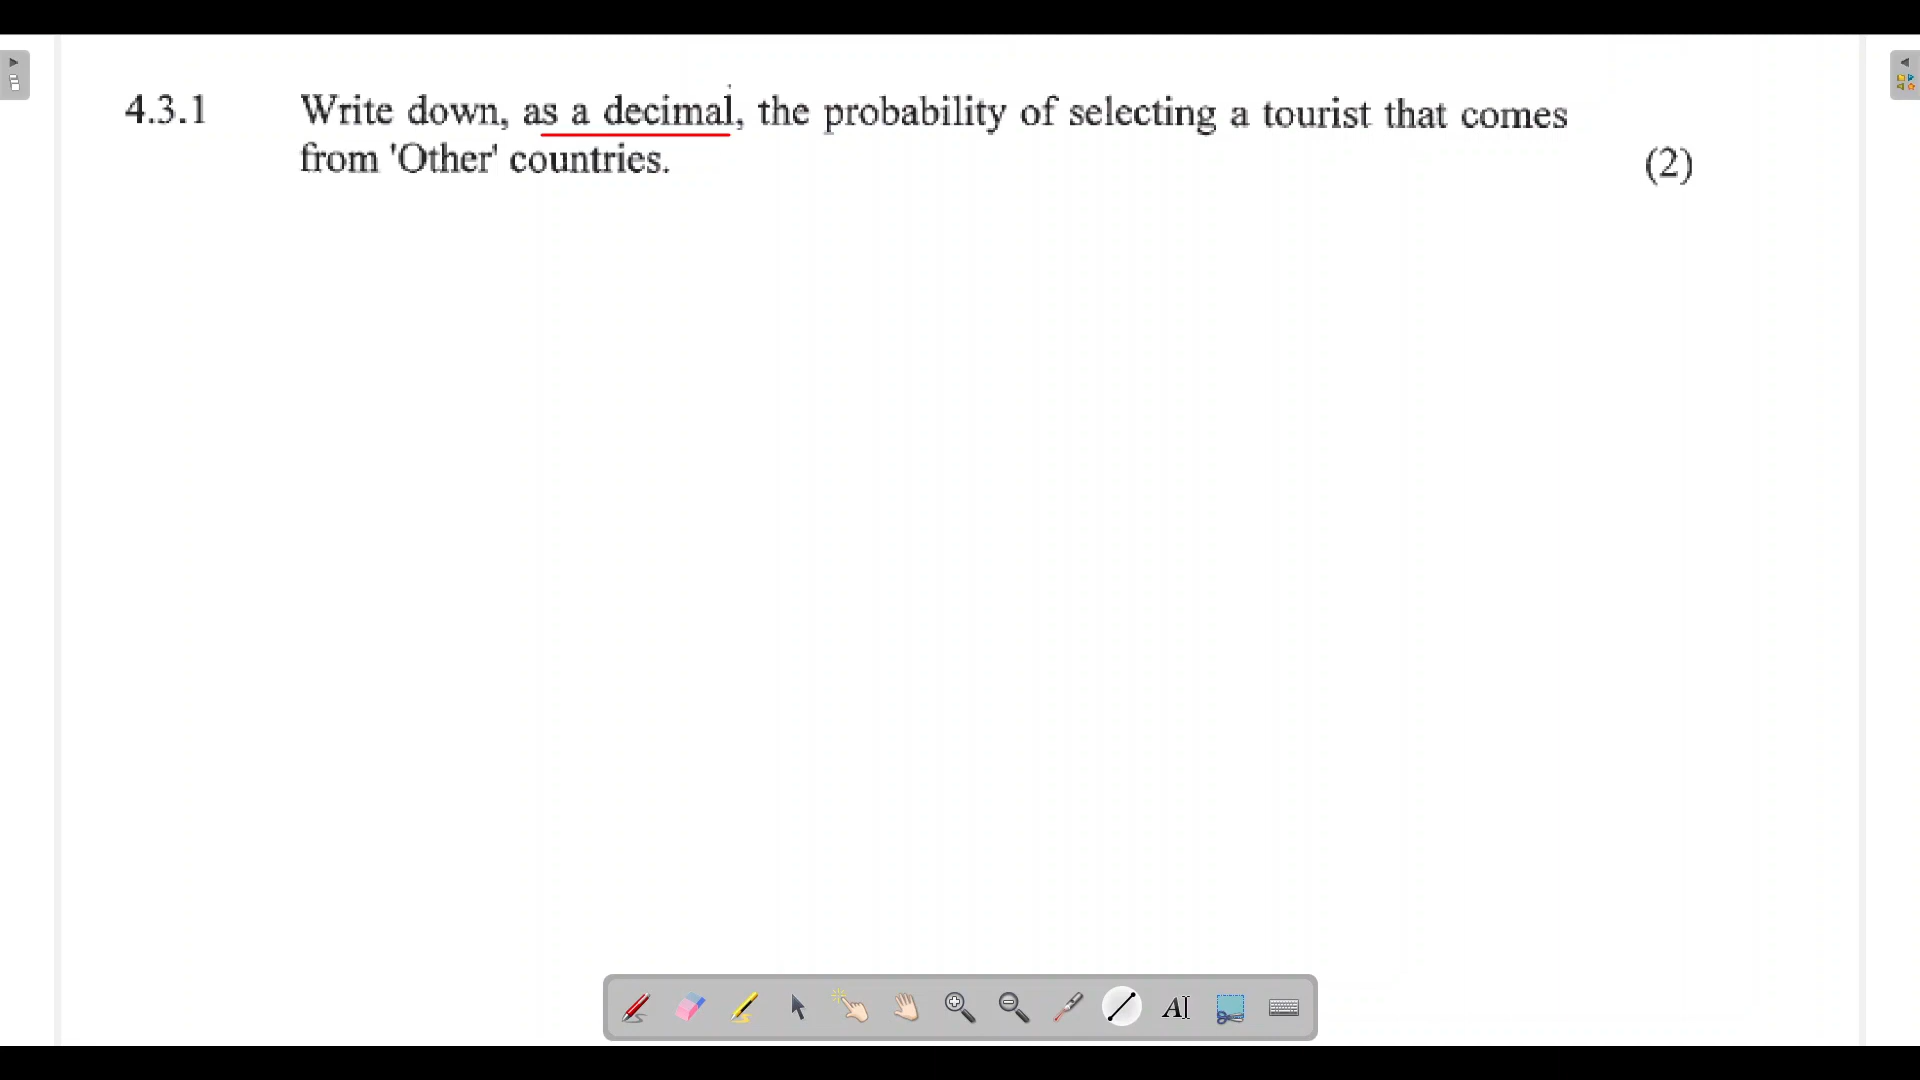 4.3.1 Write down, as a decimal, the probability of selecting a tourist that comes
from 'Other' countries. (2)